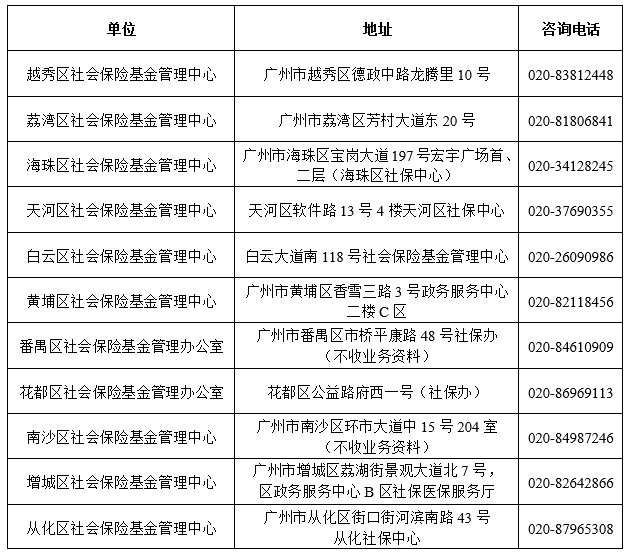 单位 地址 咨询电话
越秀区社会保险基金管理中心 广州市越秀区德政中路龙腾里 10 号 020-83812448
荔湾区社会保险基金管理中心 广州市荔湾区芳村大道东 20 号 020-81806841
海珠区社会保险基金管理中心 广州市海珠区宝岗大道 197 号宏宇广场首、
二层（海珠区社保中心） 020-34128245
天河区社会保险基金管理中心 天河区软件路 13 号 4 楼天河区社保中心 020-37690355
白云区社会保险基金管理中心 白云大道南 118 号社会保险基金管理中心 020-26090986
黄埔区社会保险基金管理中心 广州市黄埔区香雪三路 3 号政务服务中心
二楼 C 区 020-82118456
番禺区社会保险基金管理办公室 广州市番禺区市桥平康路 48 号社保办
（不收业务资料） 020-84610909
花都区社会保险基金管理办公室 花都区公益路府西一号（社保办） 020-86969113
南沙区社会保险基金管理中心 广州市南沙区环市大道中 15 号 204 室
（不收业务资料） 020-84987246
增城区社会保险基金管理中心 广州市增城区荔湖街景观大道北 7 号，
区政务服务中心 B 区社保医保服务厅 020-82642866
从化区社会保险基金管理中心 广州市从化区街口街河滨南路 43 号
从化社保中心 020-87965308